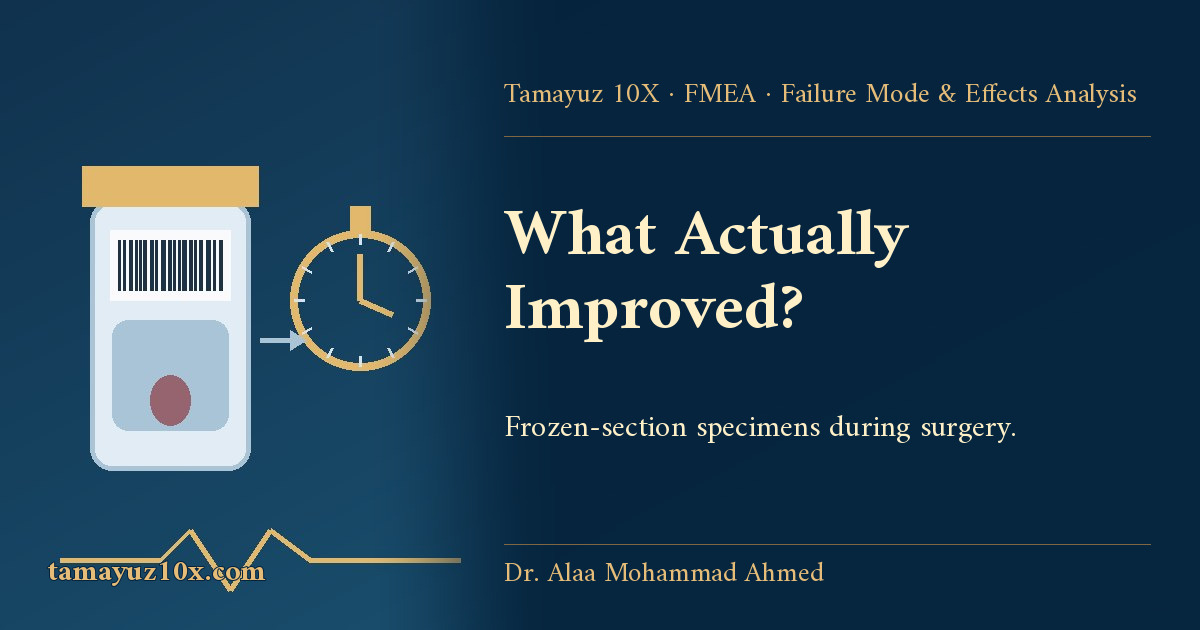 Tamayuz 10X · FMEA · Failure Mode & Effects Analysis
What Actually
Improved?
Frozen-section specimens during surgery.
tamayuz10x.com
Dr. Alaa Mohammad Ahmed